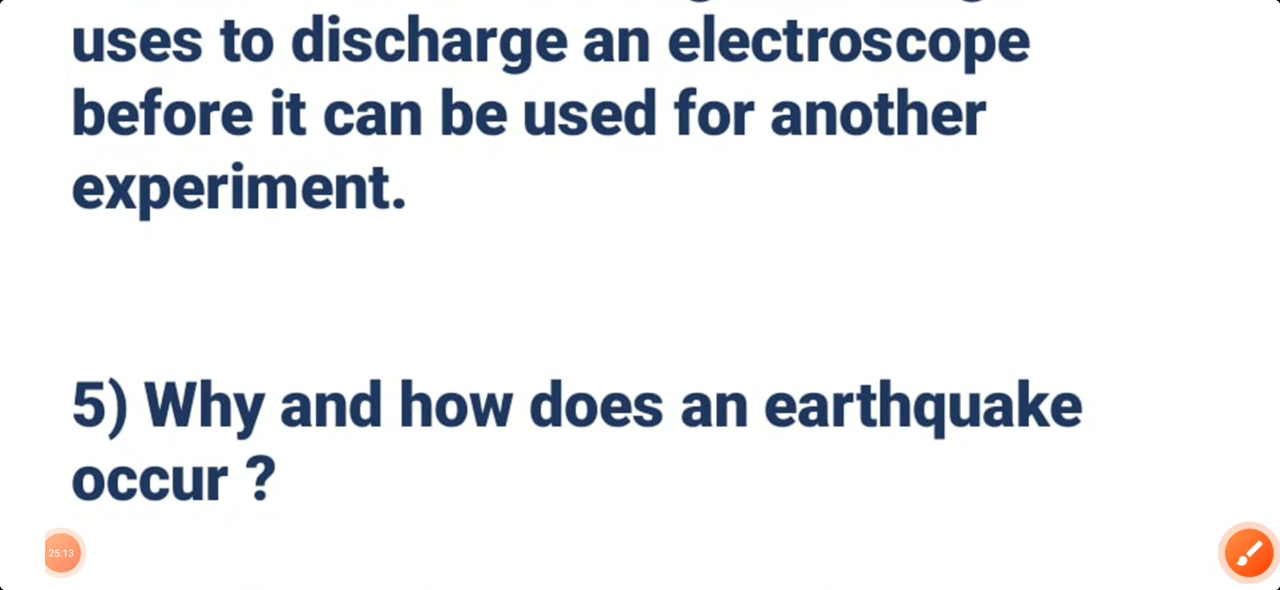 uses to discharge an electroscope
before it can be used for another
experiment.
5) Why and how does an earthquake
occur ?
25:13